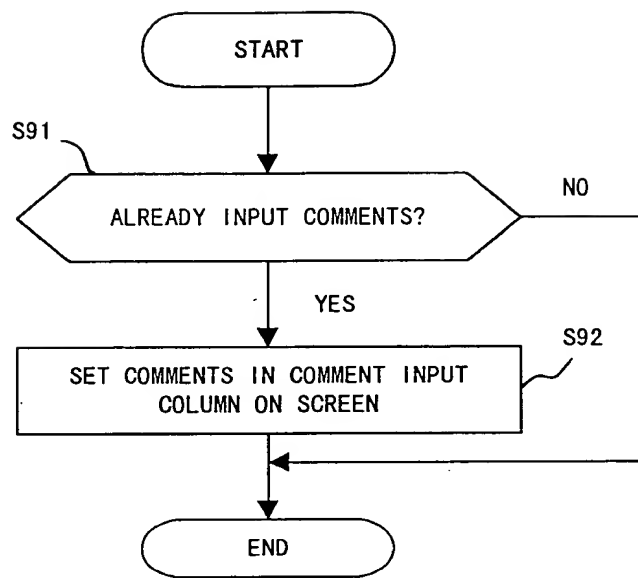 START
S91
ALREADY INPUT COMMENTS?
NO
YES
S92
SET COMMENTS IN COMMENT INPUT
COLUMN ON SCREEN
END